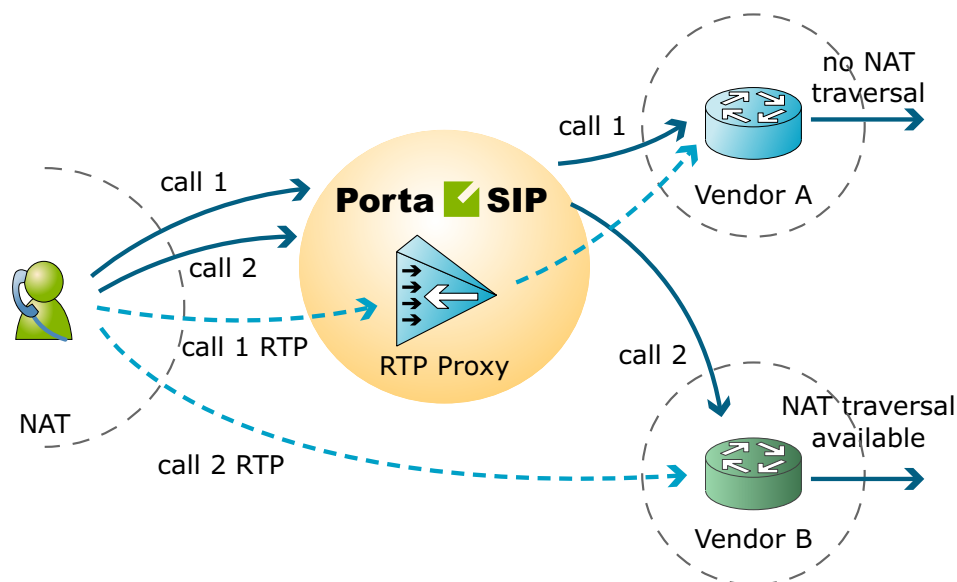 no NAT
traversal
call 1
Vendor A
call 1
Porta SIP
call 2
call 1 RTP
RTP Proxy
call 2
NAT
NAT traversal
available
call 2 RTP
Vendor B